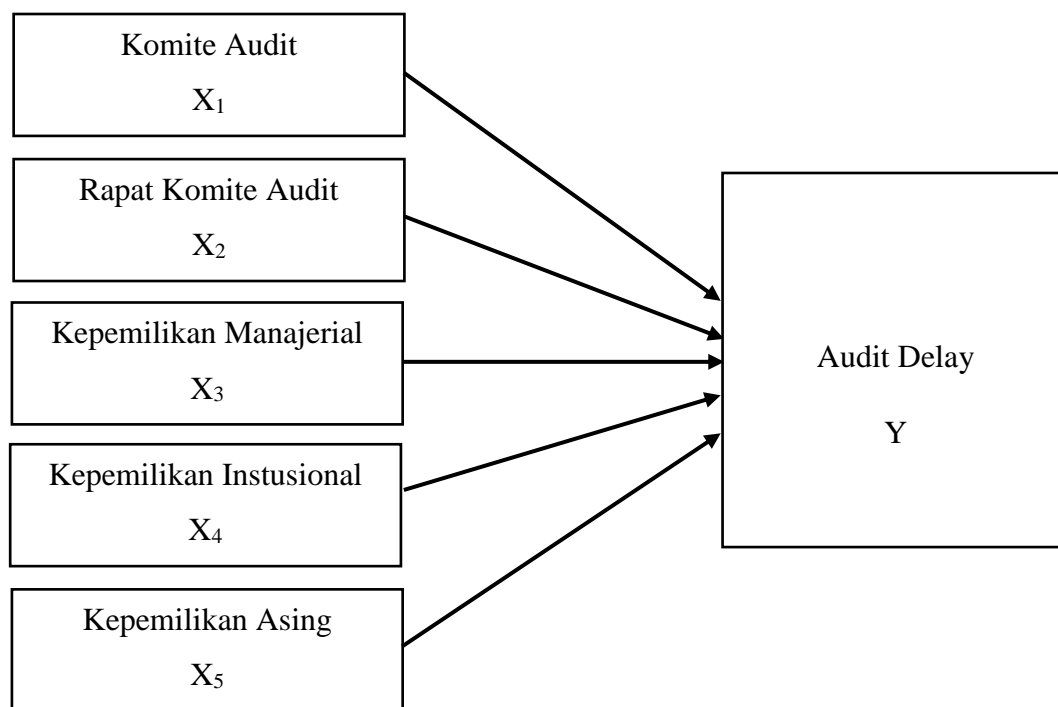 Komite Audit
X₁
Rapat Komite Audit
X₂
Kepemilikan Manajerial
X₃
Kepemilikan Instusional
X₄
Kepemilikan Asing
X₅
Audit Delay
Y